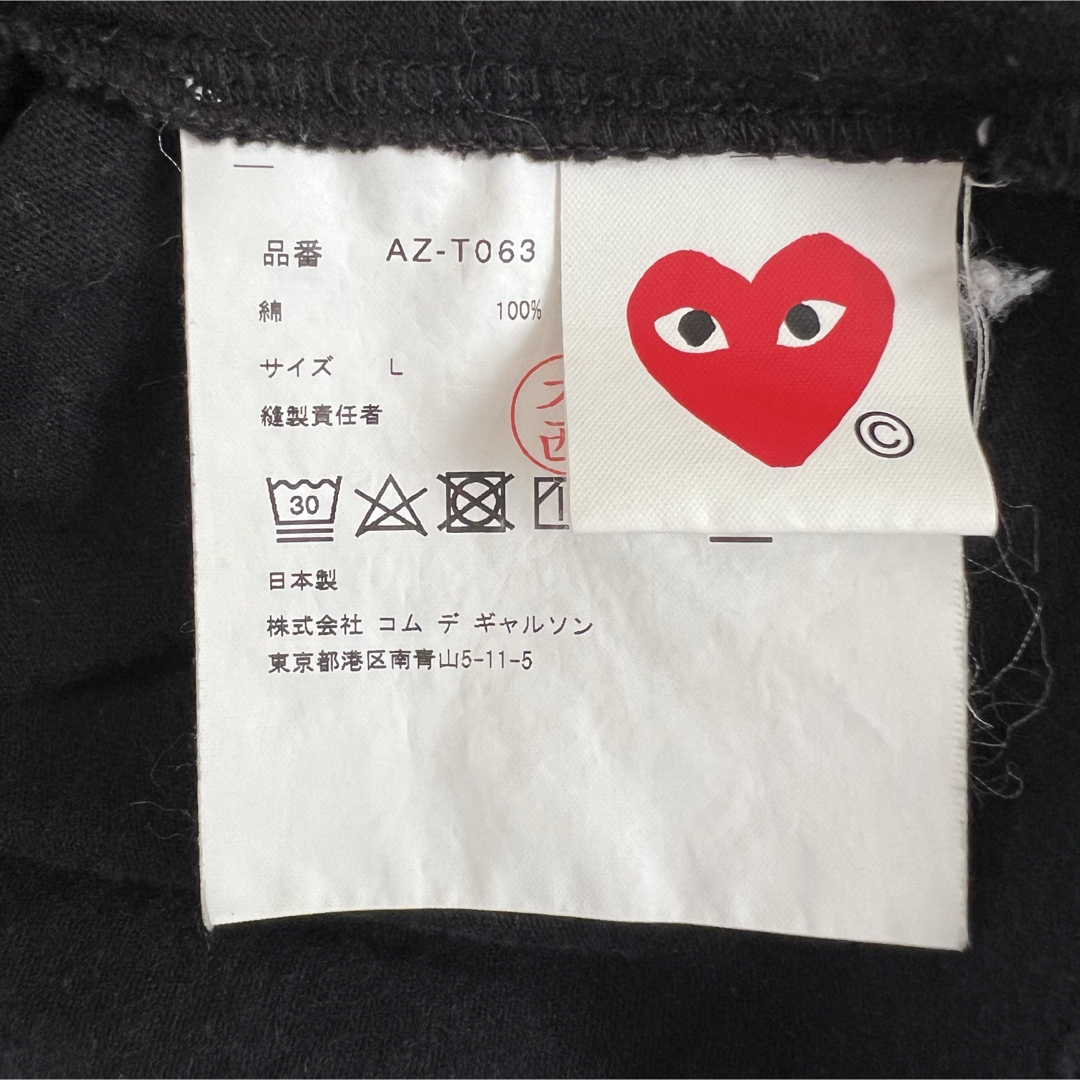 品番 AZ-T063
綿 100%
サイズ L
縫製責任者
30
日本製
株式会社 コム デ ギャルソン
東京都港区南青山5-11-5
©